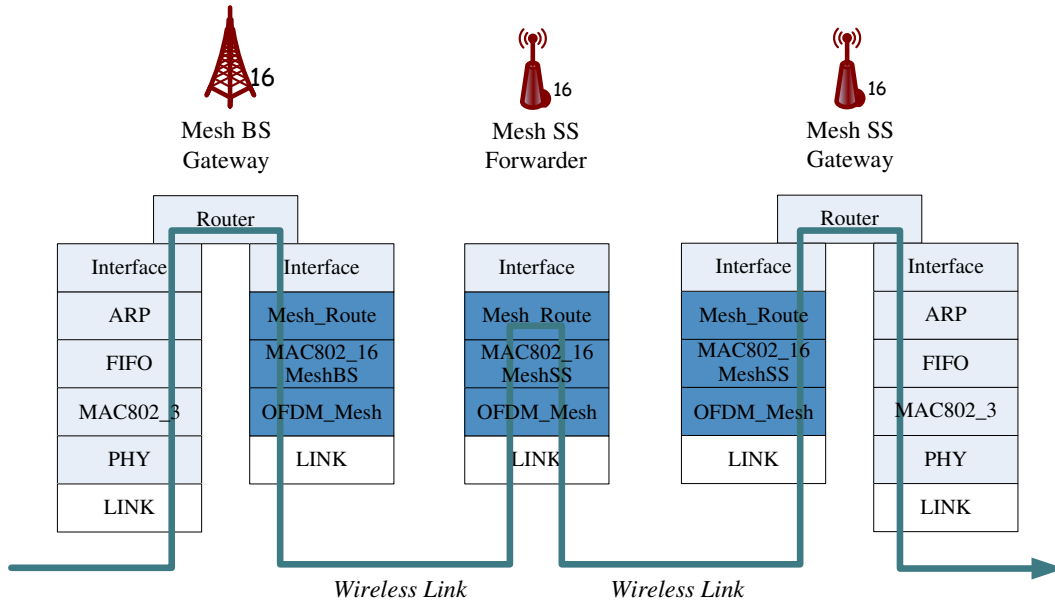 16
Mesh BS
Gateway
16
Mesh SS
Forwarder
16
Mesh SS
Gateway
Router
Interface
ARP
FIFO
MAC802_3
PHY
LINK
Interface
Mesh_Route
MAC802_16
MeshBS
OFDM_Mesh
LINK
Interface
Mesh_Route
MAC802_16
MeshSS
OFDM_Mesh
LINK
Router
Interface
Mesh_Route
MAC802_16
MeshSS
OFDM_Mesh
LINK
Interface
ARP
FIFO
MAC802_3
PHY
LINK
Wireless Link
Wireless Link